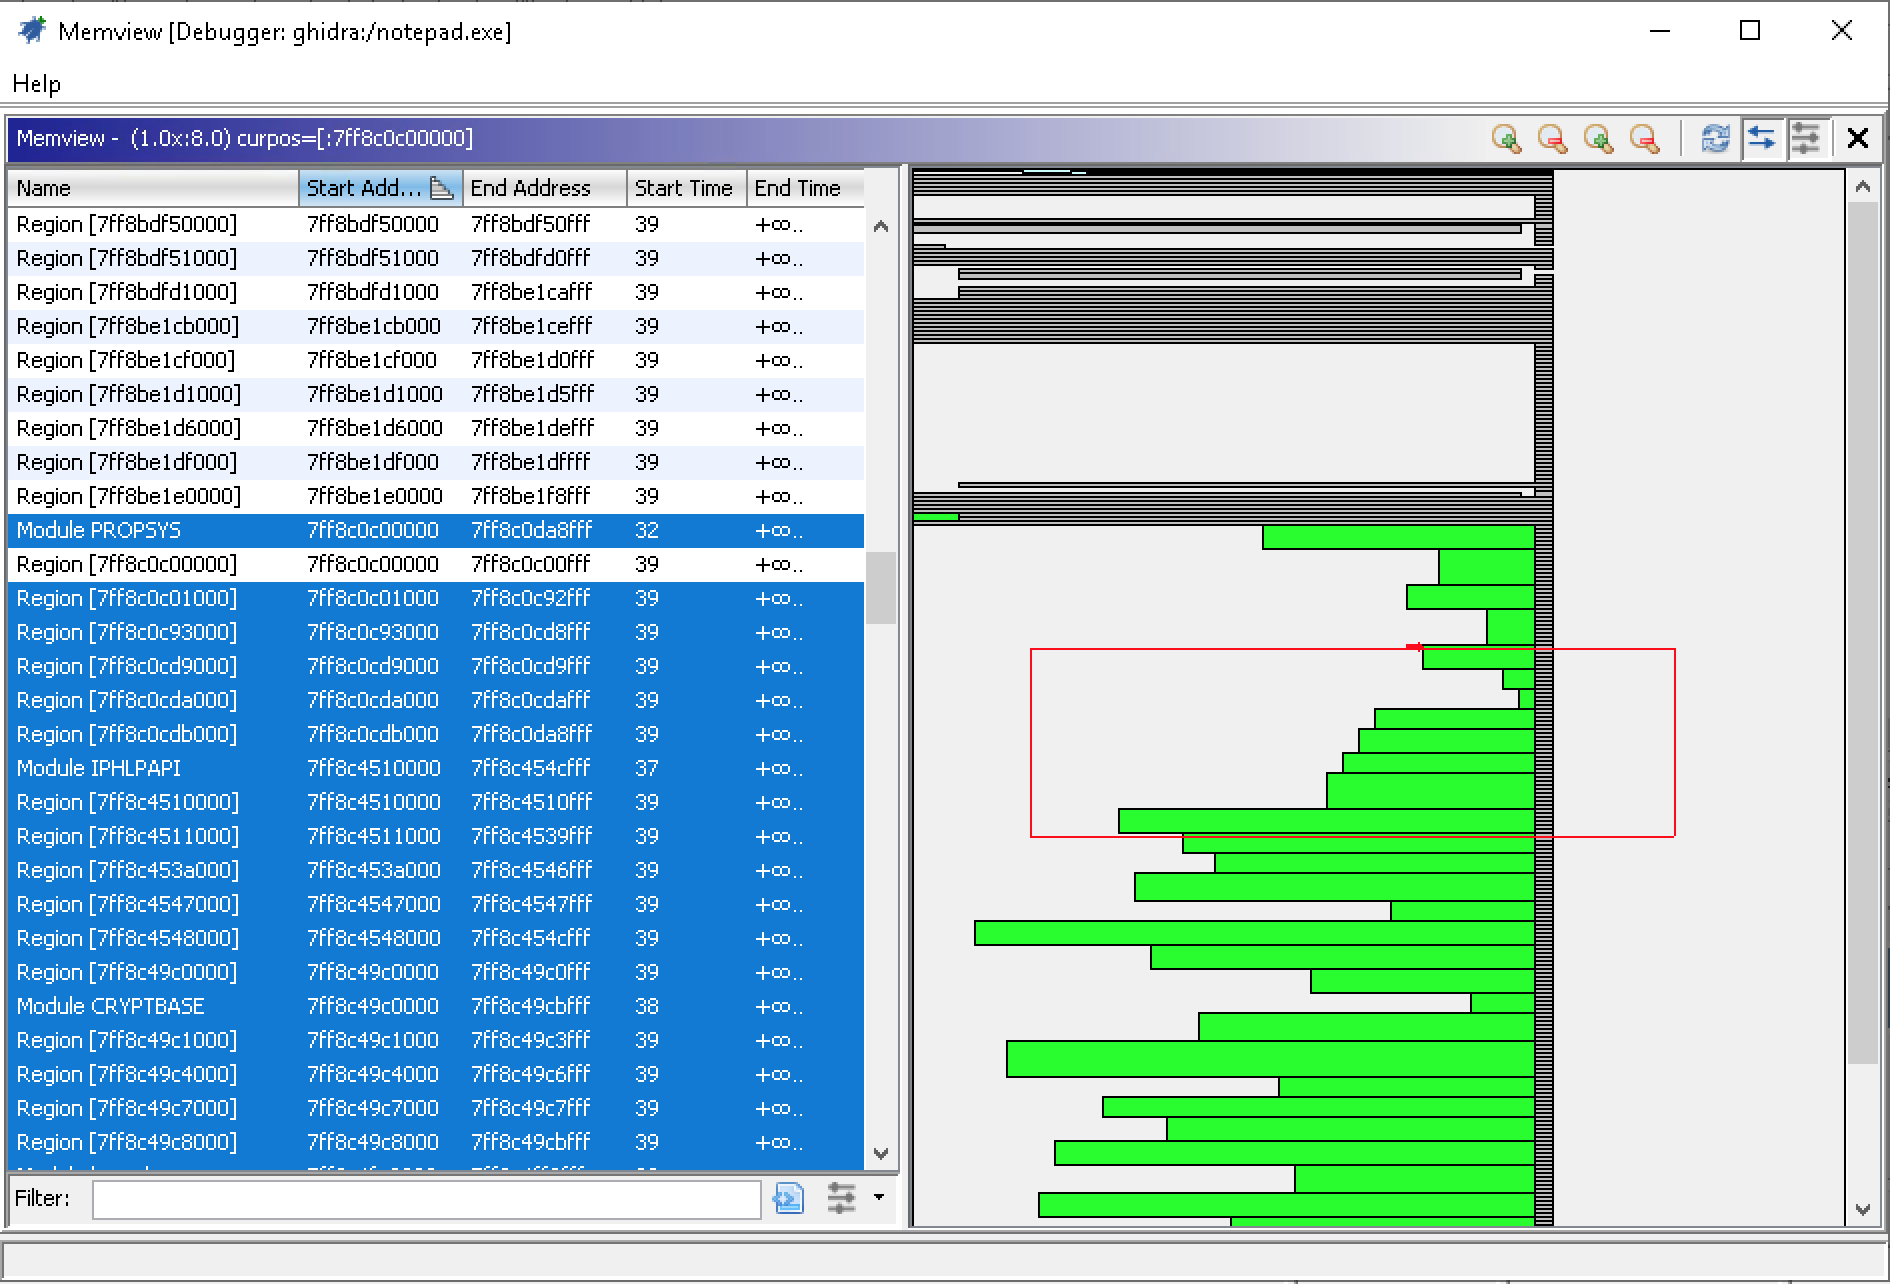 Memview [Debugger: ghidra:/notepad.exe]
Help
Memview - (1.0x:8.0) curpos=[:7ff8c0c00000]
Name Start Add... End Address Start Time End Time
Region [7ff8bdf50000] 7ff8bdf50000 7ff8bdf50fff 39 +∞..
Region [7ff8bdf51000] 7ff8bdf51000 7ff8bdfd0fff 39 +∞..
Region [7ff8bdfd1000] 7ff8bdfd1000 7ff8be1cafff 39 +∞..
Region [7ff8be1cb000] 7ff8be1cb000 7ff8be1cefff 39 +∞..
Region [7ff8be1cf000] 7ff8be1cf000 7ff8be1d0fff 39 +∞..
Region [7ff8be1d1000] 7ff8be1d1000 7ff8be1d5fff 39 +∞..
Region [7ff8be1d6000] 7ff8be1d6000 7ff8be1defff 39 +∞..
Region [7ff8be1df000] 7ff8be1df000 7ff8be1dffff 39 +∞..
Region [7ff8be1e0000] 7ff8be1e0000 7ff8be1f8fff 39 +∞..
Module PROPSYS 7ff8c0c00000 7ff8c0da8fff 32 +∞..
Region [7ff8c0c00000] 7ff8c0c00000 7ff8c0c00fff 39 +∞..
Region [7ff8c0c01000] 7ff8c0c01000 7ff8c0c92fff 39 +∞..
Region [7ff8c0c93000] 7ff8c0c93000 7ff8c0cd8fff 39 +∞..
Region [7ff8c0cd9000] 7ff8c0cd9000 7ff8c0cd9fff 39 +∞..
Region [7ff8c0cda000] 7ff8c0cda000 7ff8c0cdafff 39 +∞..
Region [7ff8c0cdb000] 7ff8c0cdb000 7ff8c0da8fff 39 +∞..
Module IPHLPAPI 7ff8c4510000 7ff8c454cfff 37 +∞..
Region [7ff8c4510000] 7ff8c4510000 7ff8c4510fff 39 +∞..
Region [7ff8c4511000] 7ff8c4511000 7ff8c4539fff 39 +∞..
Region [7ff8c453a000] 7ff8c453a000 7ff8c4546fff 39 +∞..
Region [7ff8c4547000] 7ff8c4547000 7ff8c4547fff 39 +∞..
Region [7ff8c4548000] 7ff8c4548000 7ff8c454cfff 39 +∞..
Region [7ff8c49c0000] 7ff8c49c0000 7ff8c49c0fff 39 +∞..
Module CRYPTBASE 7ff8c49c0000 7ff8c49cbfff 38 +∞..
Region [7ff8c49c1000] 7ff8c49c1000 7ff8c49c3fff 39 +∞..
Region [7ff8c49c4000] 7ff8c49c4000 7ff8c49c6fff 39 +∞..
Region [7ff8c49c7000] 7ff8c49c7000 7ff8c49c7fff 39 +∞..
Region [7ff8c49c8000] 7ff8c49c8000 7ff8c49cbfff 39 +∞..
Filter: